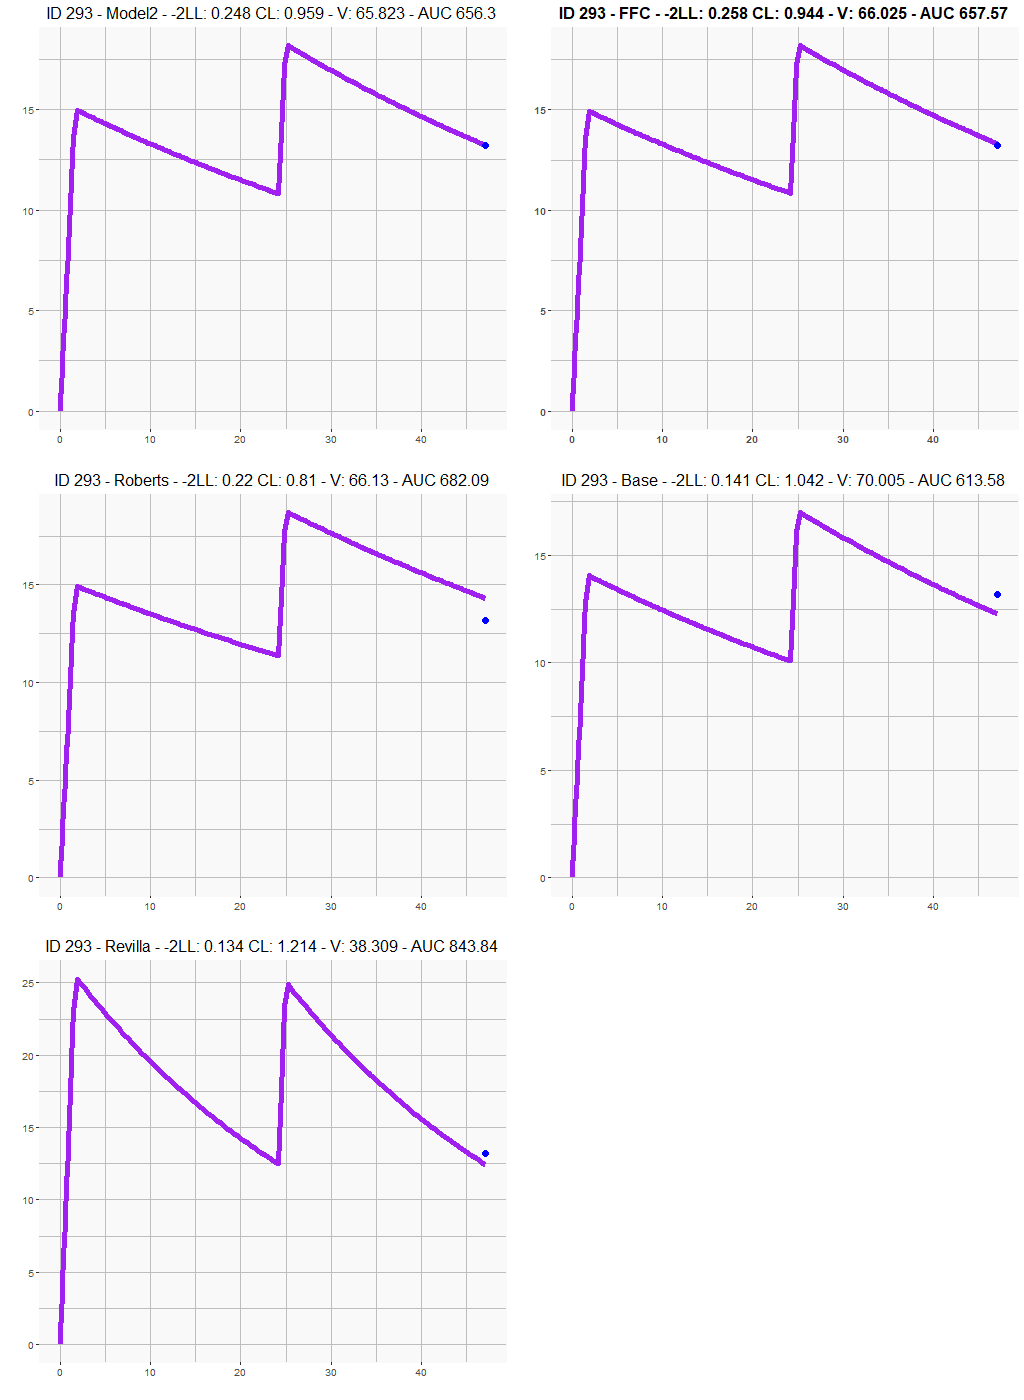 ID 293 - Model2 - -2LL: 0.248 CL: 0.959 - V: 65.823 - AUC 656.3
15
10
5
0
0 10 20 30 40
ID 293 - FFC - -2LL: 0.258 CL: 0.944 - V: 66.025 - AUC 657.57
15
10
5
0
0 10 20 30 40
ID 293 - Roberts - -2LL: 0.22 CL: 0.81 - V: 66.13 - AUC 682.09
15
10
5
0
0 10 20 30 40
ID 293 - Base - -2LL: 0.141 CL: 1.042 - V: 70.005 - AUC 613.58
15
10
5
0
0 10 20 30 40
ID 293 - Revilla - -2LL: 0.134 CL: 1.214 - V: 38.309 - AUC 843.84
25
20
15
10
5
0
0 10 20 30 40